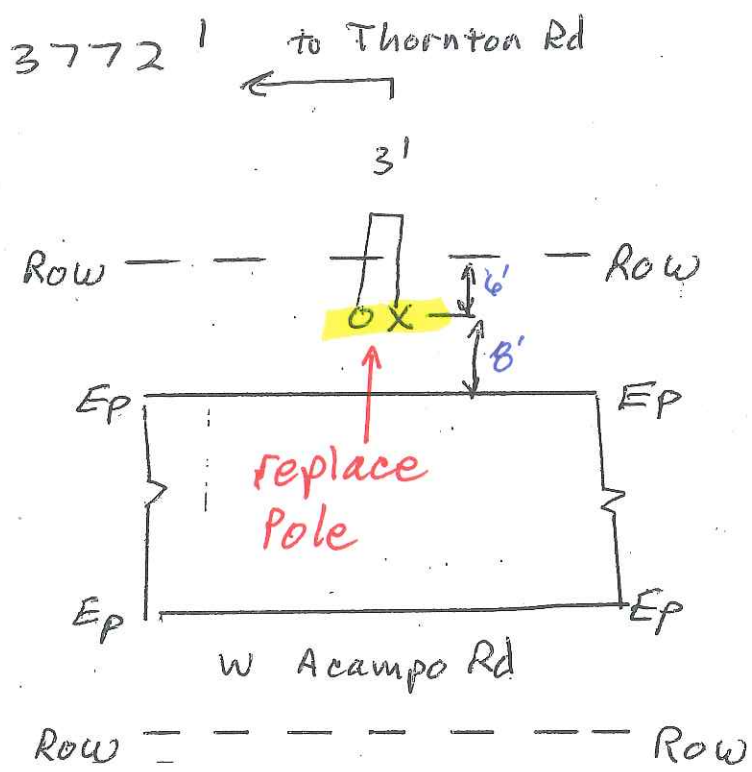 3772' to Thornton Rd
3'
Row Row
6'
O X
8'
Ep Ep
replace
Pole
Ep Ep
W Acampo Rd
Row Row